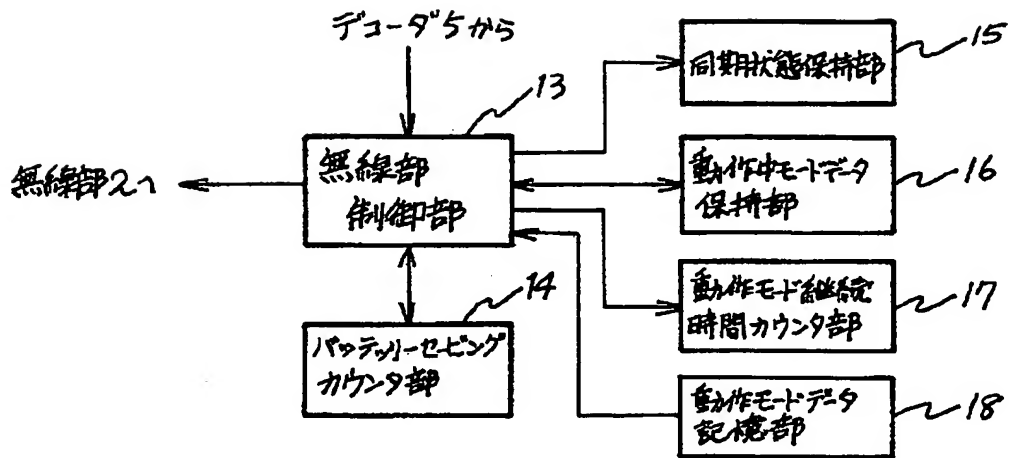 デコーダ5から
15
同期状態保持部
13
無線部
制御部
無線部2へ
動作中モードデータ
保持部
16
14
バッテリーセービング
カウンタ部
動作モード継続
時間カウンタ部
17
動作モードデータ
記憶部
18